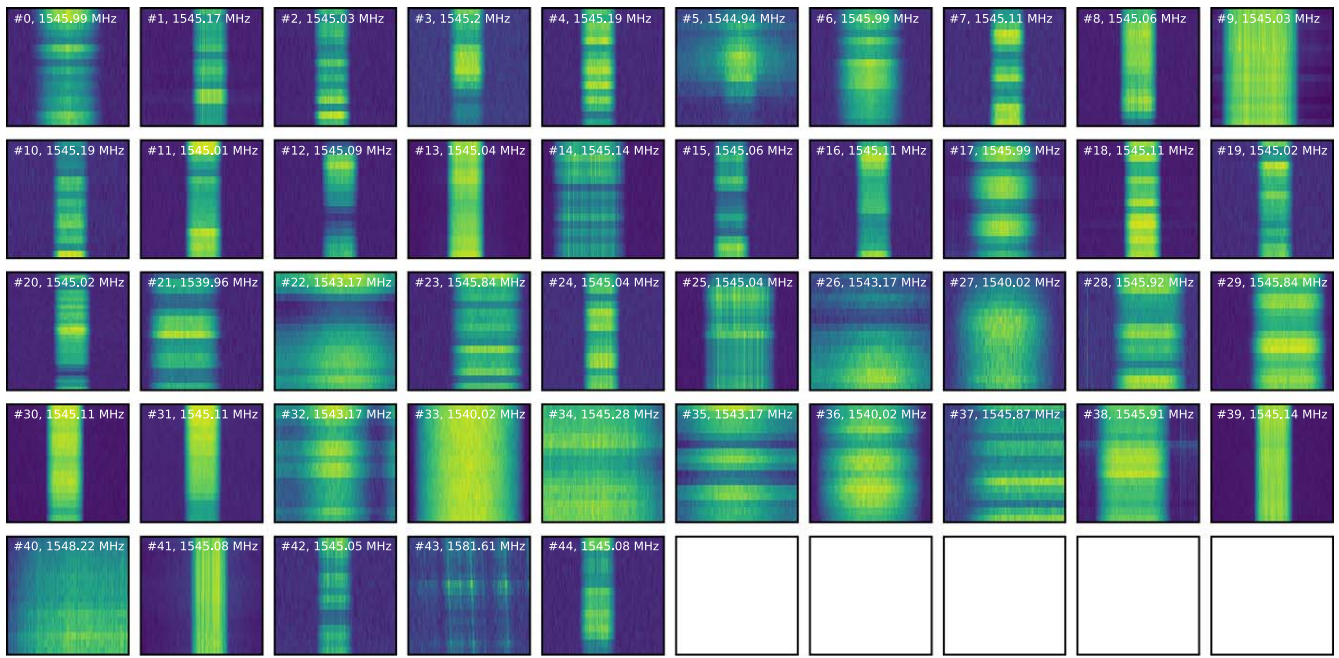 #0, 1545.99 MHz
#1, 1545.17 MHz
#2, 1545.03 MHz
#3, 1545.2 MHz
#4, 1545.19 MHz
#5, 1544.94 MHz
#6, 1545.99 MHz
#7, 1545.11 MHz
#8, 1545.06 MHz
#9, 1545.03 MHz
#10, 1545.19 MHz
#11, 1545.01 MHz
#12, 1545.09 MHz
#13, 1545.04 MHz
#14, 1545.14 MHz
#15, 1545.06 MHz
#16, 1545.11 MHz
#17, 1545.99 MHz
#18, 1545.11 MHz
#19, 1545.02 MHz
#20, 1545.02 MHz
#21, 1539.96 MHz
#22, 1543.17 MHz
#23, 1545.84 MHz
#24, 1545.04 MHz
#25, 1545.04 MHz
#26, 1543.17 MHz
#27, 1540.02 MHz
#28, 1545.92 MHz
#29, 1545.84 MHz
#30, 1545.11 MHz
#31, 1545.11 MHz
#32, 1543.17 MHz
#33, 1540.02 MHz
#34, 1545.28 MHz
#35, 1543.17 MHz
#36, 1540.02 MHz
#37, 1545.87 MHz
#38, 1545.91 MHz
#39, 1545.14 MHz
#40, 1548.22 MHz
#41, 1545.08 MHz
#42, 1545.05 MHz
#43, 1581.61 MHz
#44, 1545.08 MHz